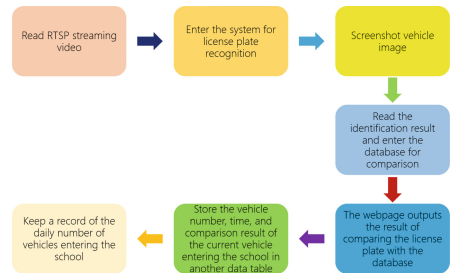 Read RTSP streaming
video
Enter the system for
license plate
recognition
Screenshot vehicle
image
Read the
identification result
and enter the
database for
comparison
The webpage outputs
the result of
comparing the license
plate with the
database
Store the vehicle
number, time, and
comparison result of
the current vehicle
entering the school in
another data table
Keep a record of the
daily number of
vehicles entering the
school